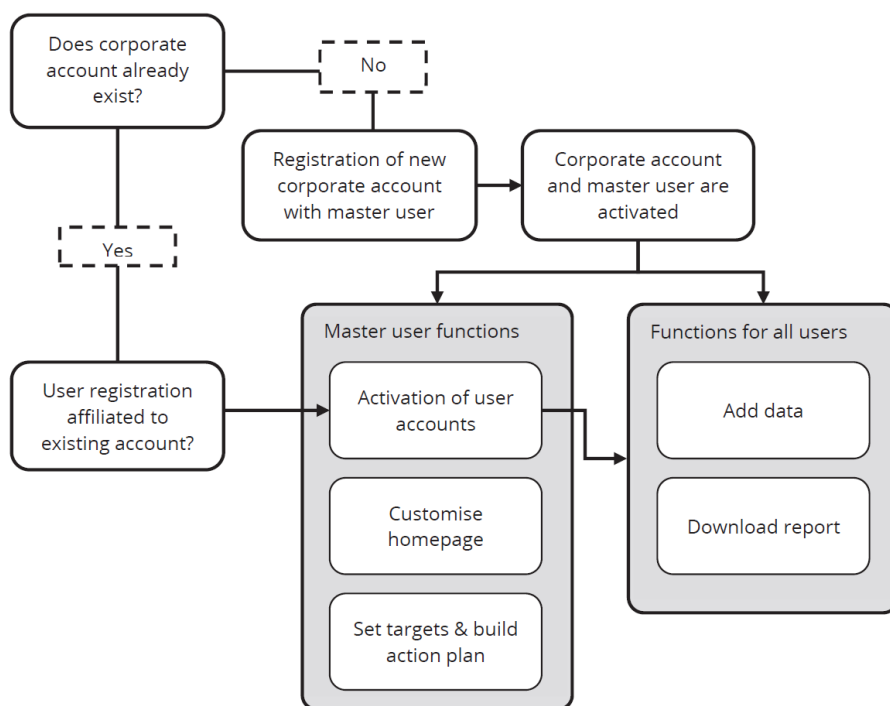 Does corporate
account already
exist?
No
Registration of new
corporate account
with master user
Corporate account
and master user are
activated
Yes
Master user functions
Functions for all users
User registration
affiliated to
existing account?
Activation of user
accounts
Add data
Customise
homepage
Download report
Set targets & build
action plan